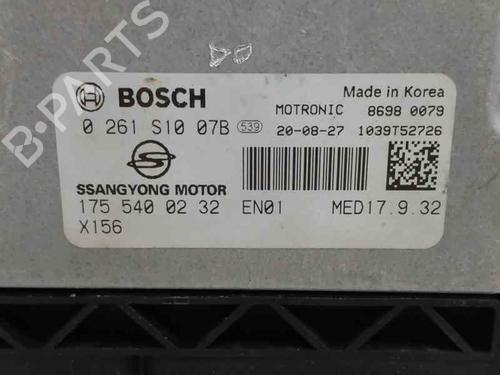 BOSCH
Made in Korea
MOTRONIC 8698 0079
0 261 S10 07B 539 20-08-27 1039T52726
SSANGYONG MOTOR
175 540 02 32 EN01 MED17.9.32
X156